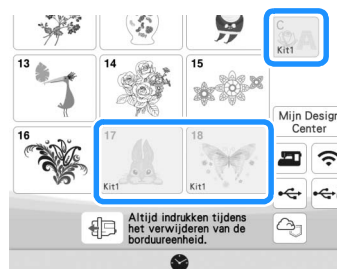 C
Kit1
13
14
15
Mijn Design
Center
16
17
18
Kit1
Kit1
Altijd indrukken tijdens
het verwijderen van de
borduureenheid.